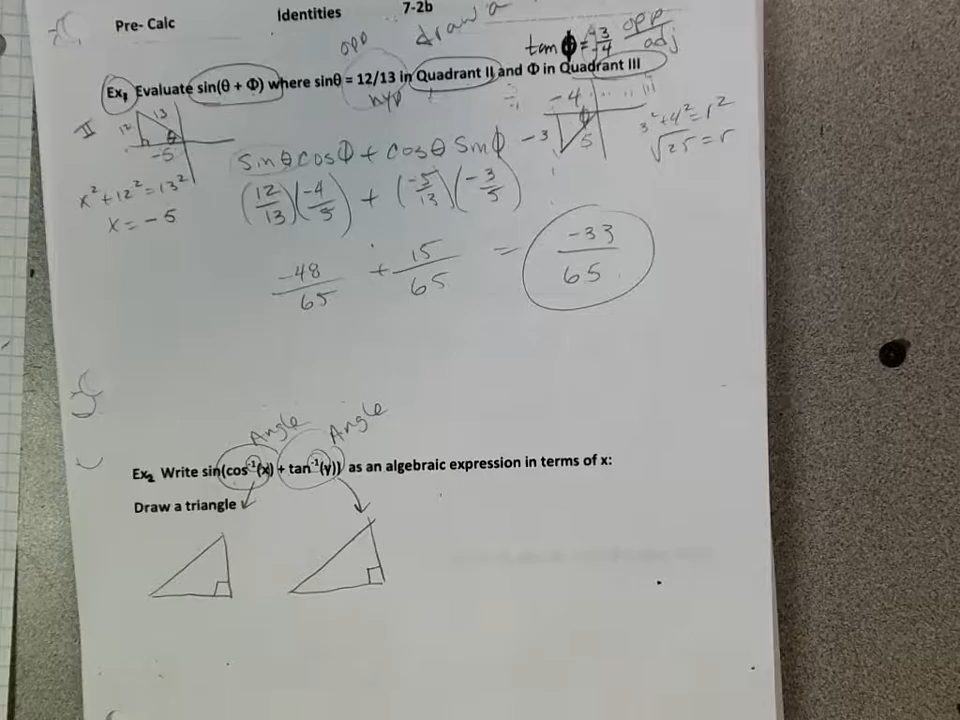 Pre- Calc Identities 7-2b
draw a
opp
tan Φ = -3/-4 opp/adj
Ex1 Evaluate sin(θ + Φ) where sinθ = 12/13 in Quadrant II and Φ in Quadrant III
hyp
II 12 13 θ -5
-4 III -3 5 Φ
3² + 4² = r²
√25 = r
sinθ cosΦ + cosθ sinΦ
x² + 12² = 13²
x = -5
(12/13)(-4/5) + (-5/13)(-3/5)
-48/65 + 15/65 = -33/65
Angle Angle
Ex2 Write sin(cos⁻¹(x) + tan⁻¹(y)) as an algebraic expression in terms of x:
Draw a triangle